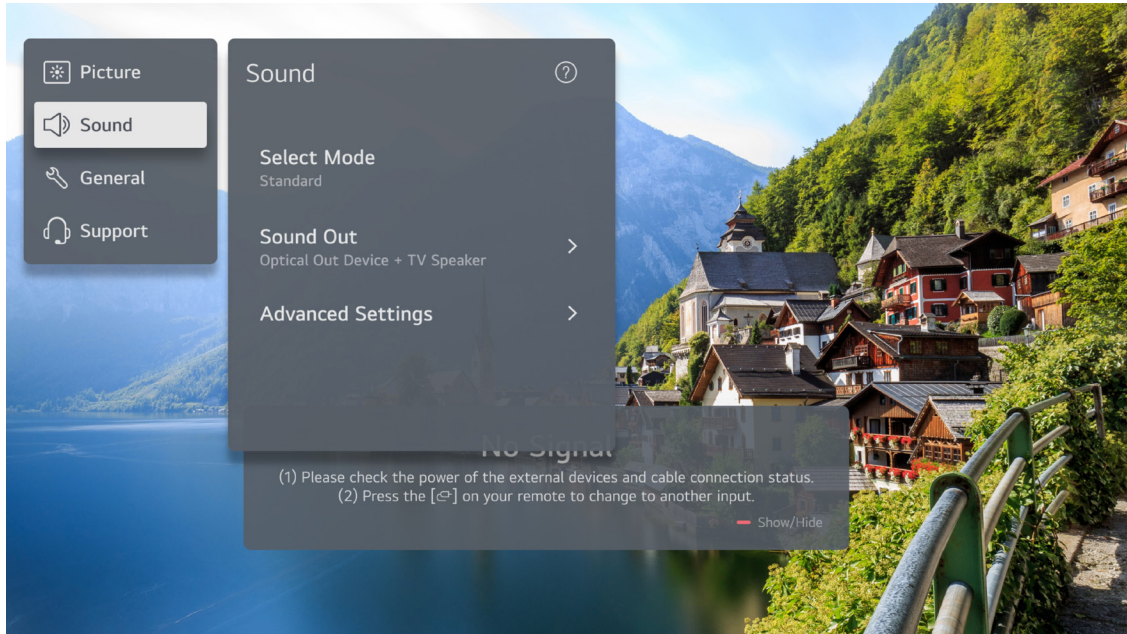 Picture
Sound
General
Support
Sound
Select Mode
Standard
Sound Out
Optical Out Device + TV Speaker
Advanced Settings
No Signal
(1) Please check the power of the external devices and cable connection status.
(2) Press the [] on your remote to change to another input.
Show/Hide